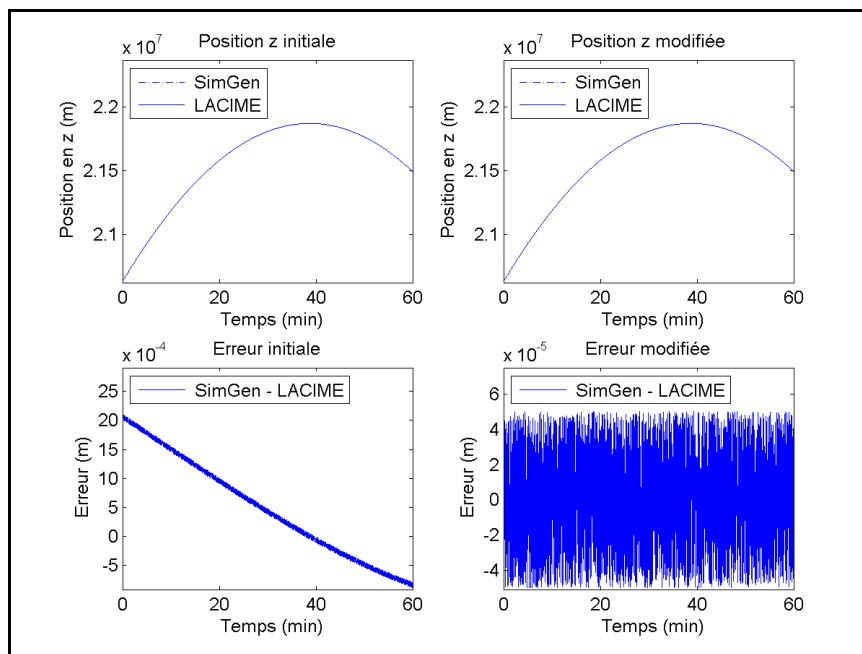 x 10^7
Position z initiale
SimGen
LACIME
Position en z (m)
2.2
2.15
2.1
0
20
40
60
Temps (min)
x 10^7
Position z modifiée
SimGen
LACIME
Position en z (m)
2.2
2.15
2.1
0
20
40
60
Temps (min)
x 10^-4
Erreur initiale
SimGen - LACIME
Erreur (m)
25
20
15
10
5
0
-5
0
20
40
60
Temps (min)
x 10^-5
Erreur modifiée
SimGen - LACIME
Erreur (m)
6
4
2
0
-2
-4
0
20
40
60
Temps (min)